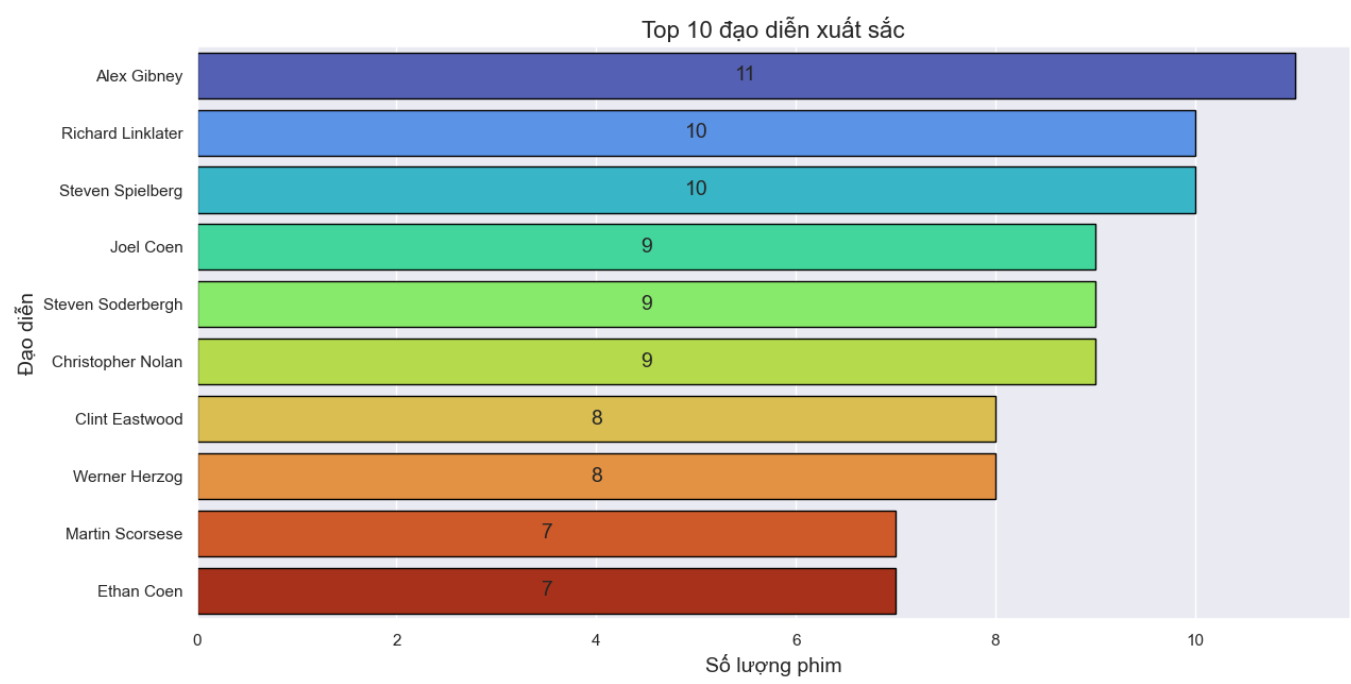 Top 10 đạo diễn xuất sắc
Đạo diễn
Alex Gibney 11
Richard Linklater 10
Steven Spielberg 10
Joel Coen 9
Steven Soderbergh 9
Christopher Nolan 9
Clint Eastwood 8
Werner Herzog 8
Martin Scorsese 7
Ethan Coen 7
0 2 4 6 8 10
Số lượng phim